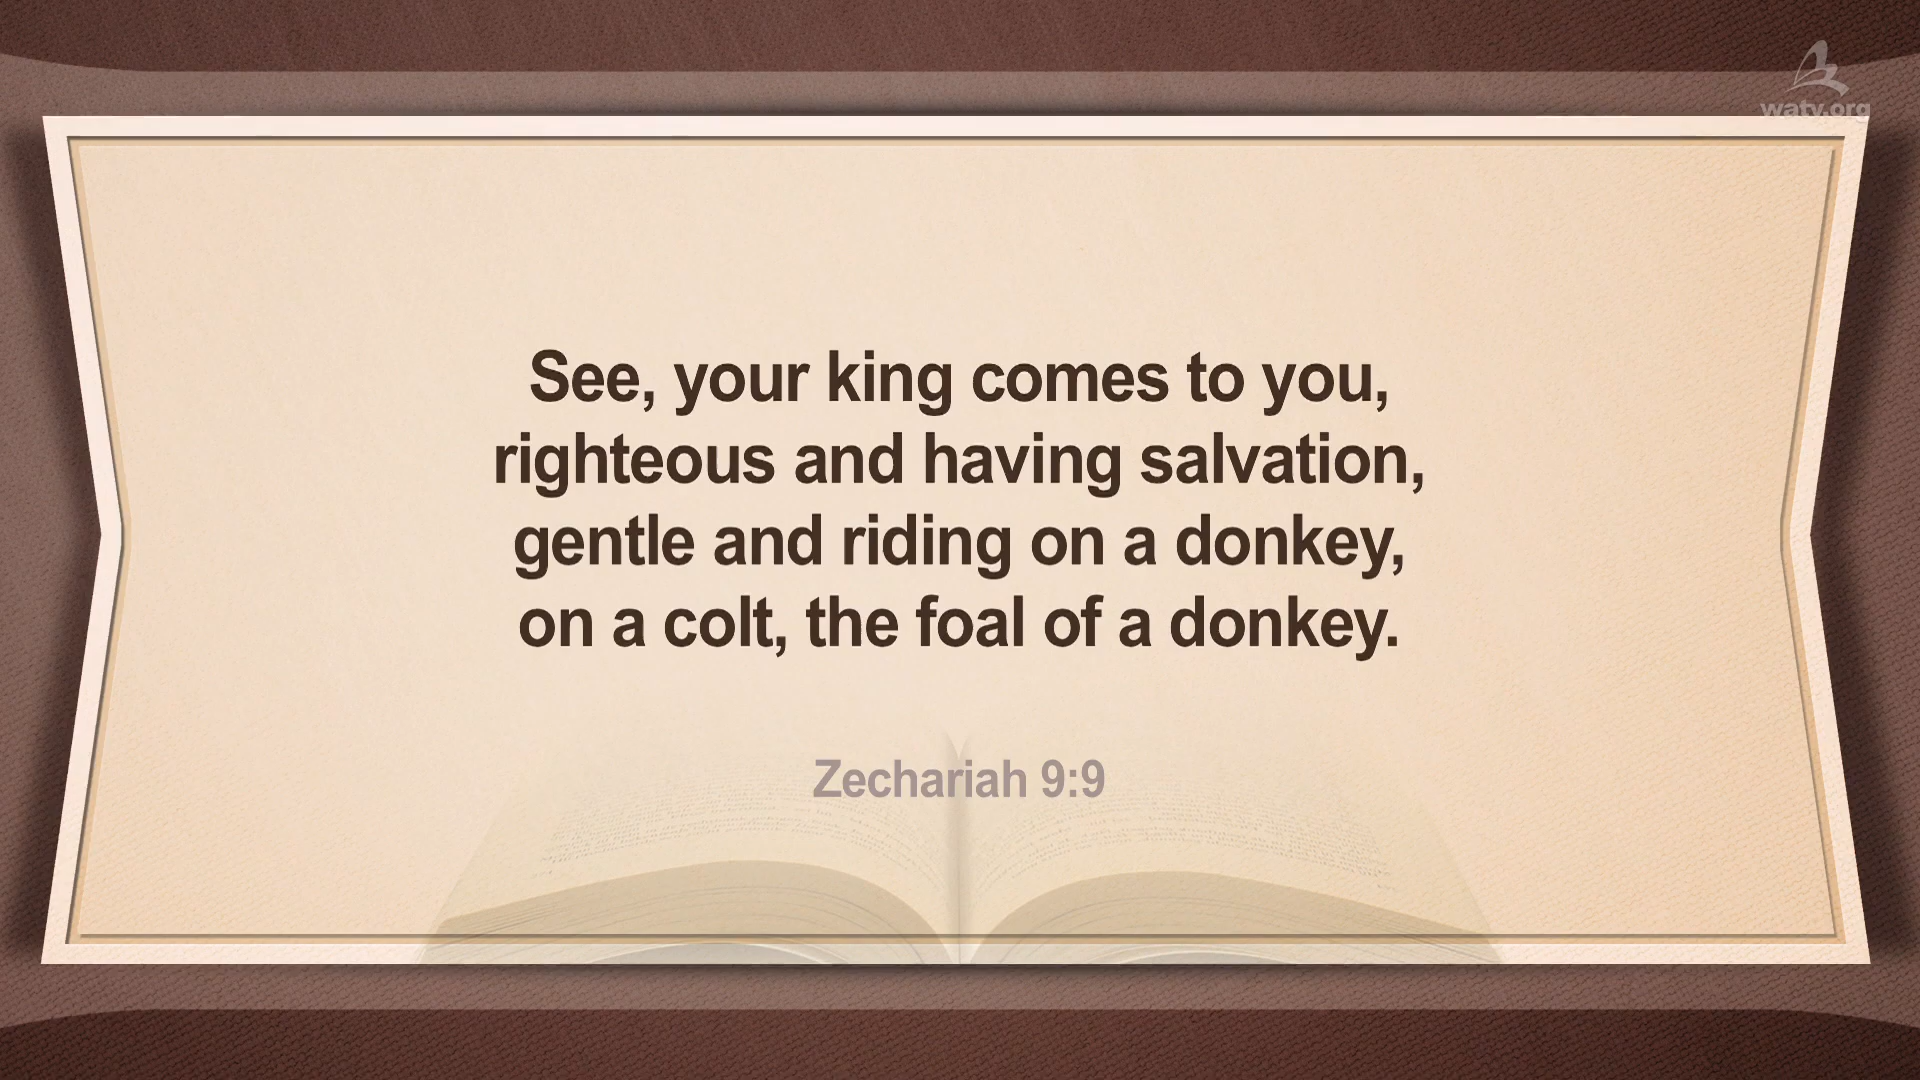 waty.org
See, your king comes to you,
righteous and having salvation,
gentle and riding on a donkey,
on a colt, the foal of a donkey.
Zechariah 9:9